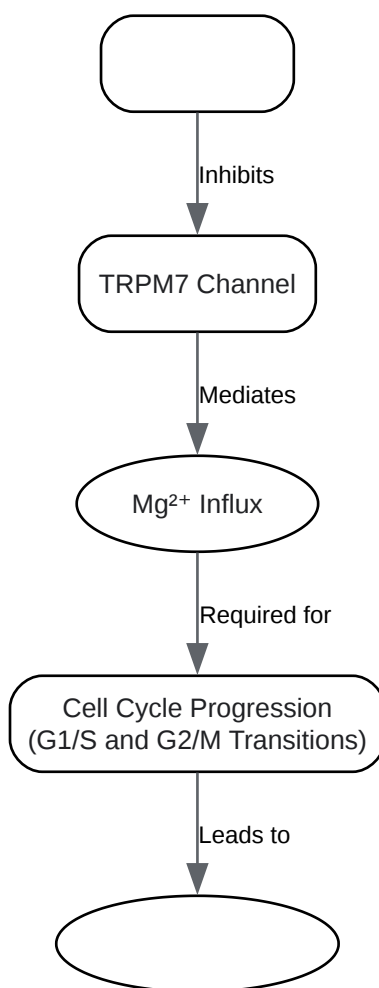 Inhibits
TRPM7 Channel
Mediates
Mg²⁺ Influx
Required for
Cell Cycle Progression
(G1/S and G2/M Transitions)
Leads to